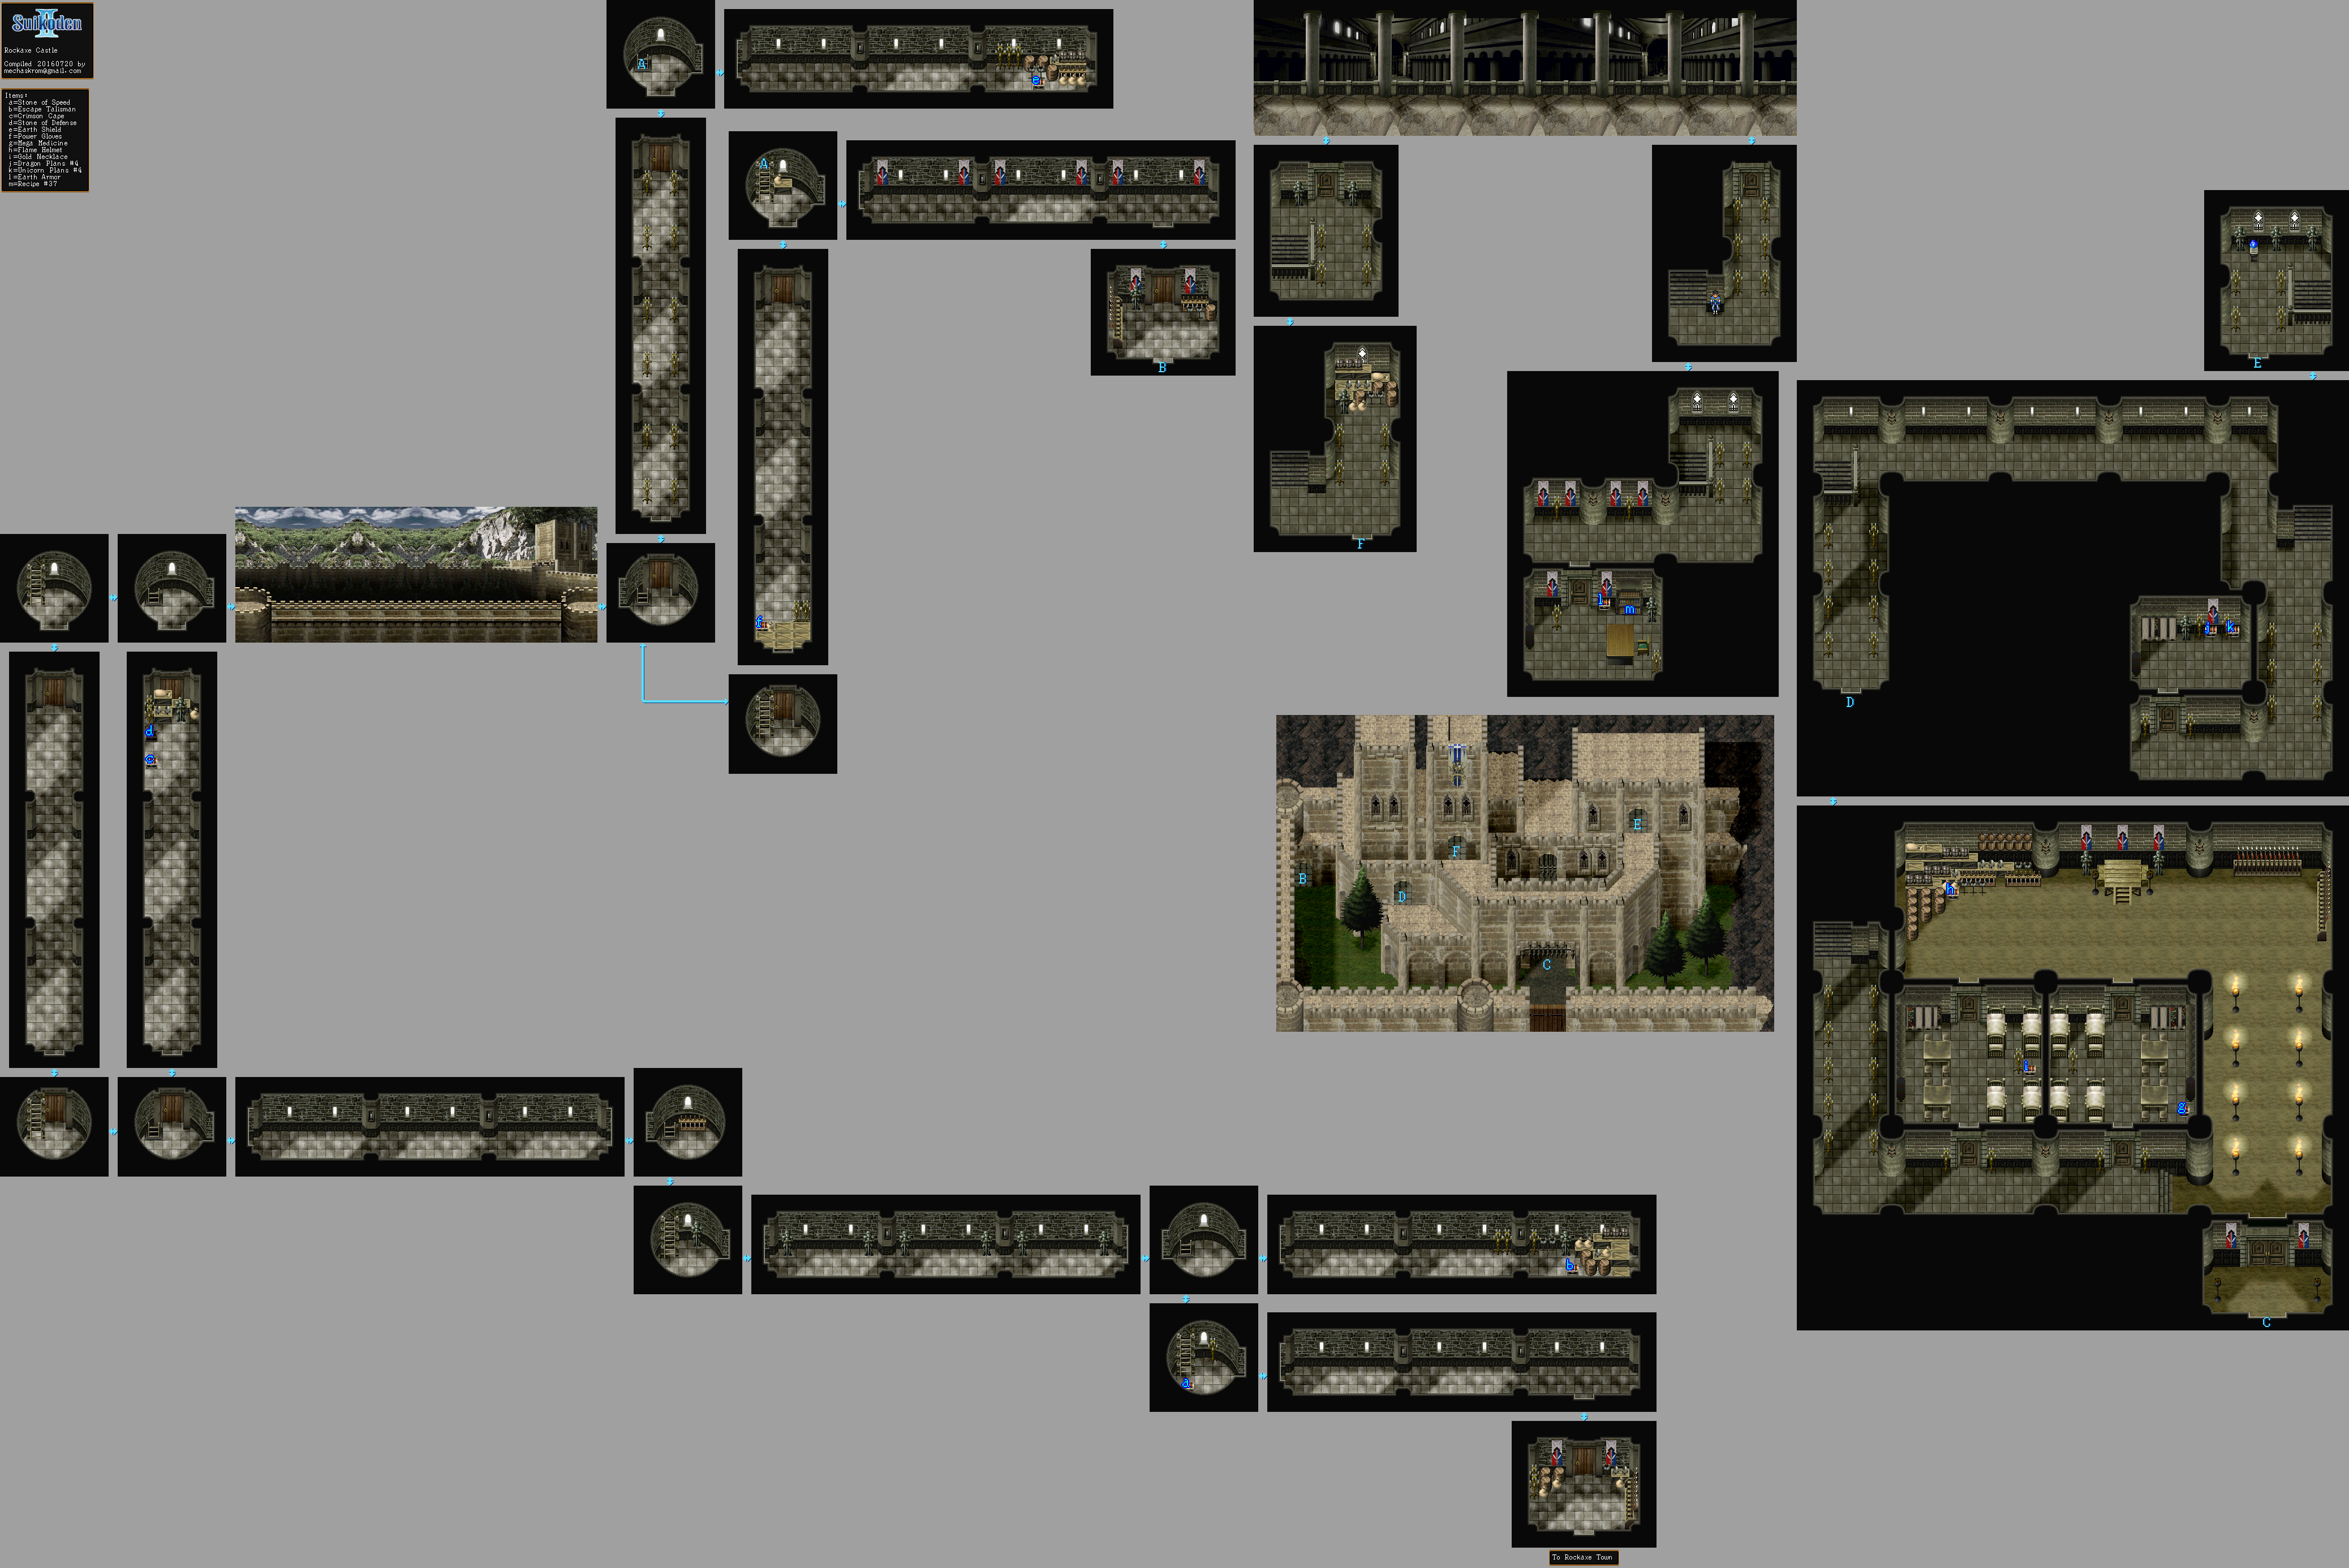 Suikoden II
Rockaxe Castle
Compiled 20160720 by
mechaskrom@gmail.com
Items:
a=Stone of Speed
b=Escape Talisman
c=Crimson Cape
d=Stone of Defense
e=Earth Shield
f=Power Gloves
g=Mega Medicine
h=Flame Helmet
i=Gold Necklace
j=Dragon Plans #4
k=Unicorn Plans #4
l=Earth Armor
m=Recipe #37
A
e
A
B
E
F
l
m
j
k
f
D
d
c
E
F
B
D
C
h
i
g
b
C
a
To Rockaxe Town